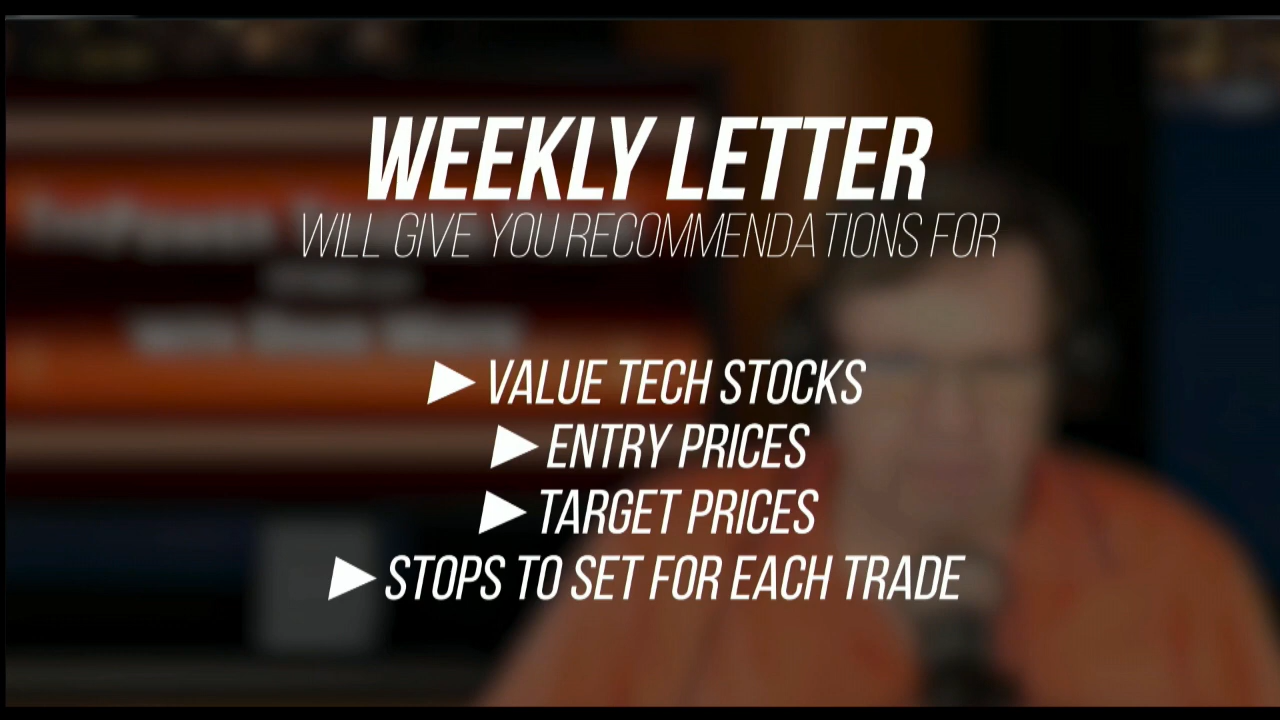 WEEKLY LETTER
WILL GIVE YOU RECOMMENDATIONS FOR
▶ VALUE TECH STOCKS
▶ ENTRY PRICES
▶ TARGET PRICES
▶ STOPS TO SET FOR EACH TRADE